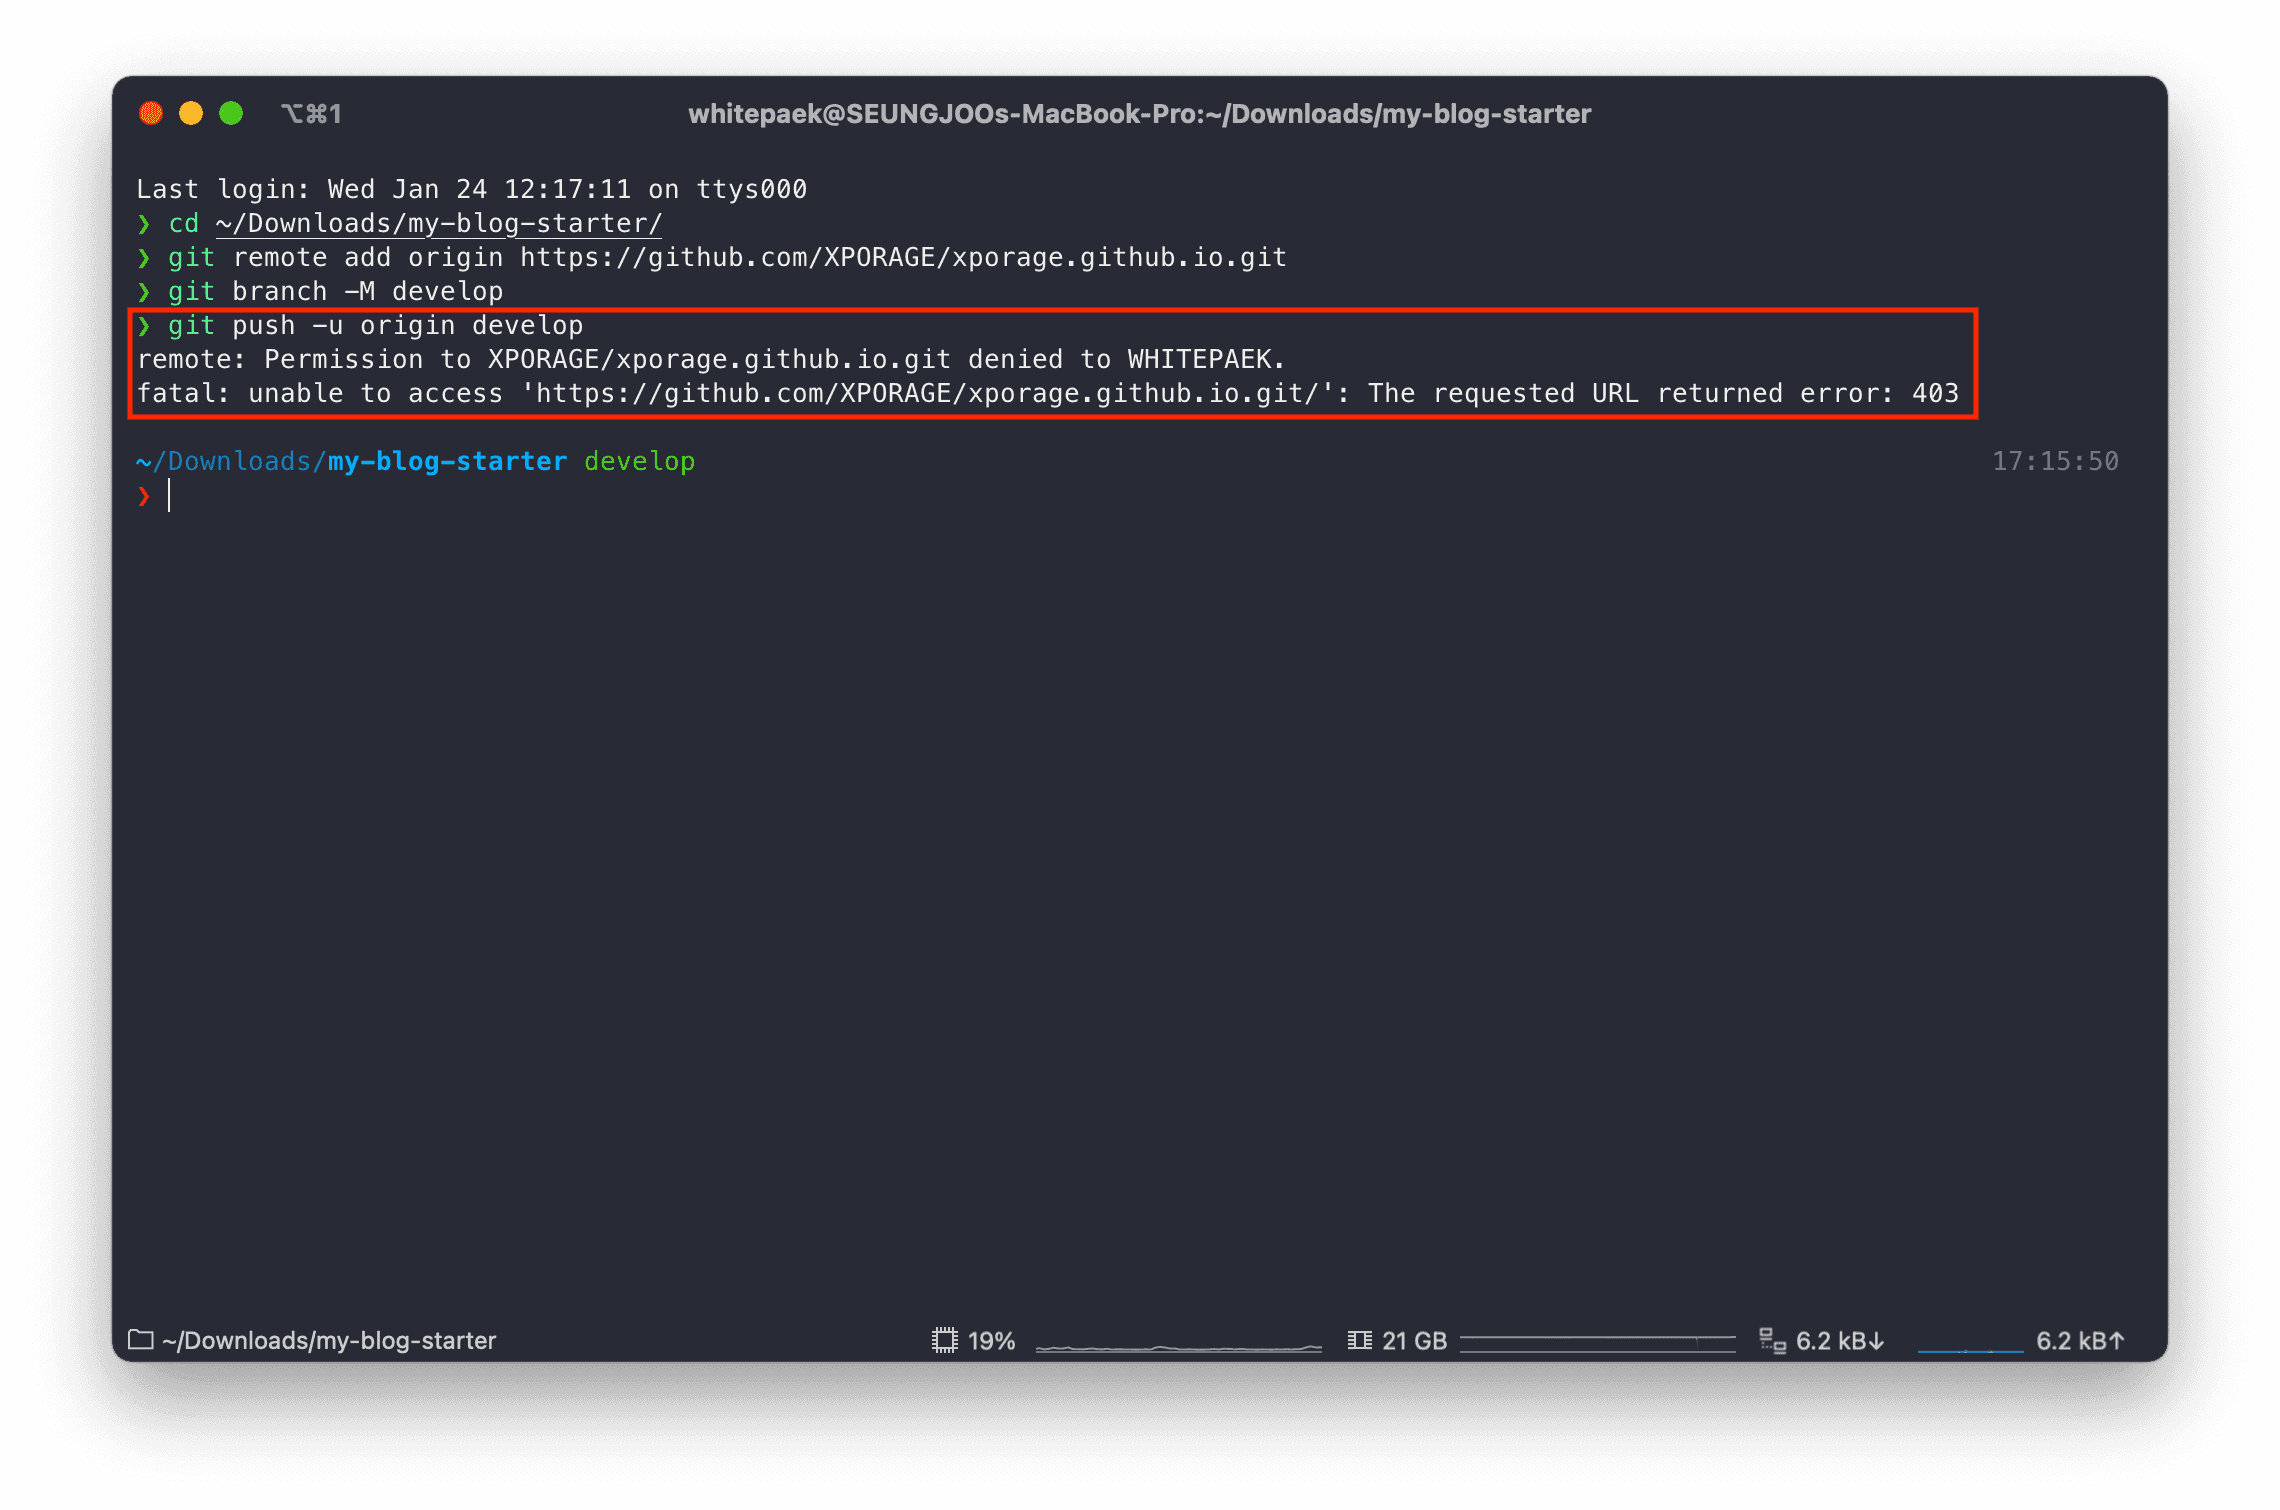 ⌥⌘1
whitepaek@SEUNGJOOs-MacBook-Pro:~/Downloads/my-blog-starter
Last login: Wed Jan 24 12:17:11 on ttys000
❯ cd ~/Downloads/my-blog-starter/
❯ git remote add origin https://github.com/XPORAGE/xporage.github.io.git
❯ git branch -M develop
❯ git push -u origin develop
remote: Permission to XPORAGE/xporage.github.io.git denied to WHITEPAEK.
fatal: unable to access 'https://github.com/XPORAGE/xporage.github.io.git/': The requested URL returned error: 403
~/Downloads/my-blog-starter develop 17:15:50
❯
~/Downloads/my-blog-starter 19% 21 GB 6.2 kB↓ 6.2 kB↑